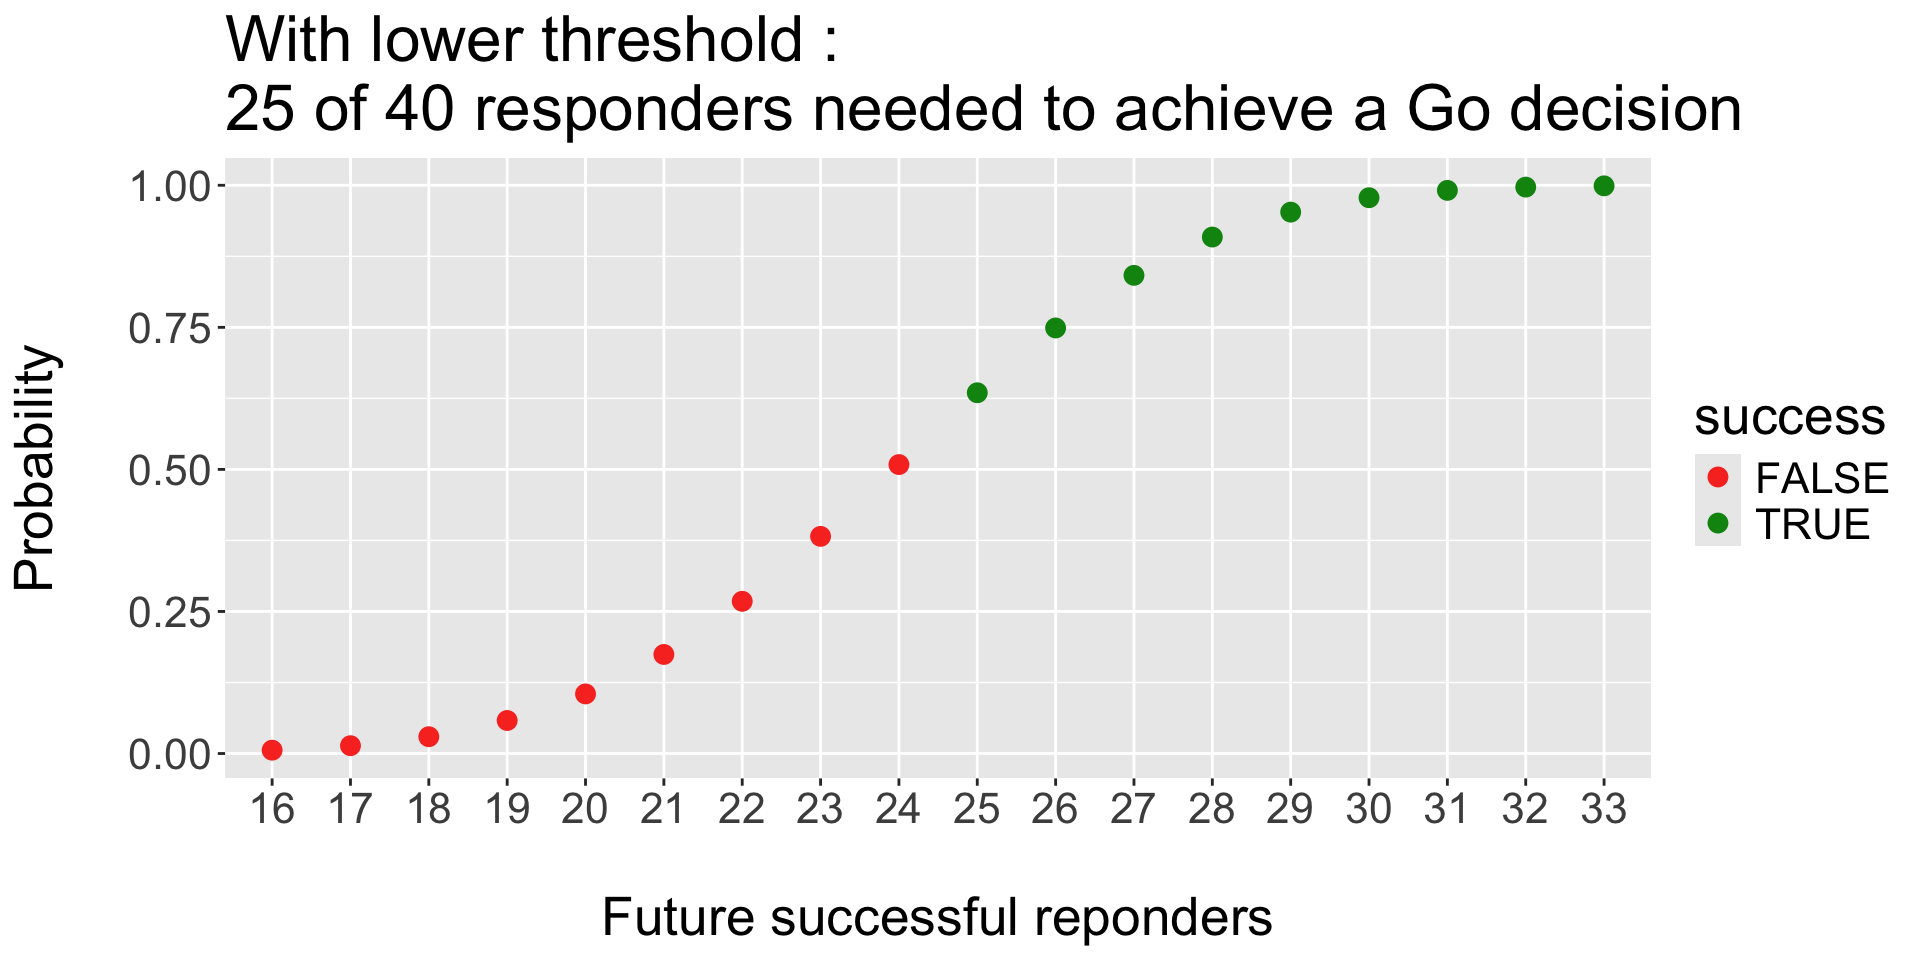 With lower threshold :
25 of 40 responders needed to achieve a Go decision
Probability
1.00
0.75
0.50
0.25
0.00
16 17 18 19 20 21 22 23 24 25 26 27 28 29 30 31 32 33
Future successful reponders
success
FALSE
TRUE